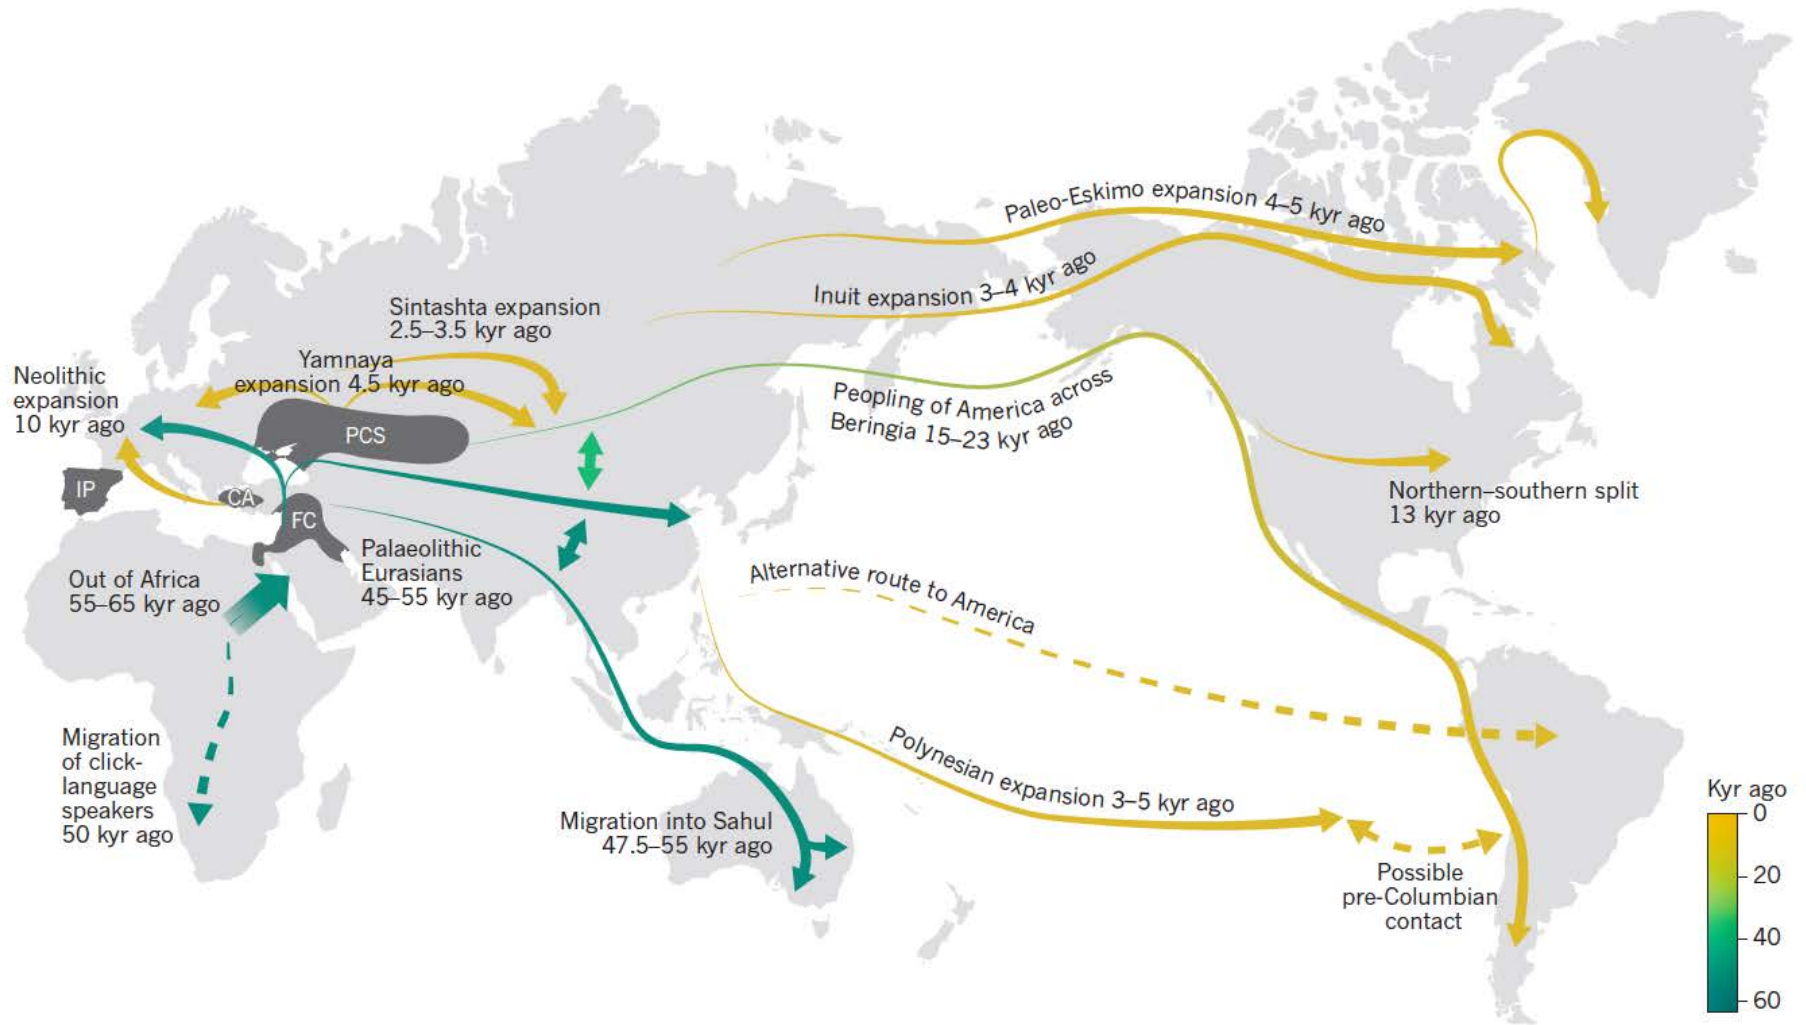 Paleo-Eskimo expansion 4–5 kyr ago
Inuit expansion 3–4 kyr ago
Sintashta expansion
2.5–3.5 kyr ago
Yamnaya
expansion 4.5 kyr ago
Neolithic
expansion
10 kyr ago
Peopling of America across
Beringia 15–23 kyr ago
PCS
IP
CA
FC
Northern–southern split
13 kyr ago
Palaeolithic
Eurasians
45–55 kyr ago
Out of Africa
55–65 kyr ago
Alternative route to America
Migration
of click-
language
speakers
50 kyr ago
Polynesian expansion 3–5 kyr ago
Migration into Sahul
47.5–55 kyr ago
Possible
pre-Columbian
contact
Kyr ago
0
20
40
60